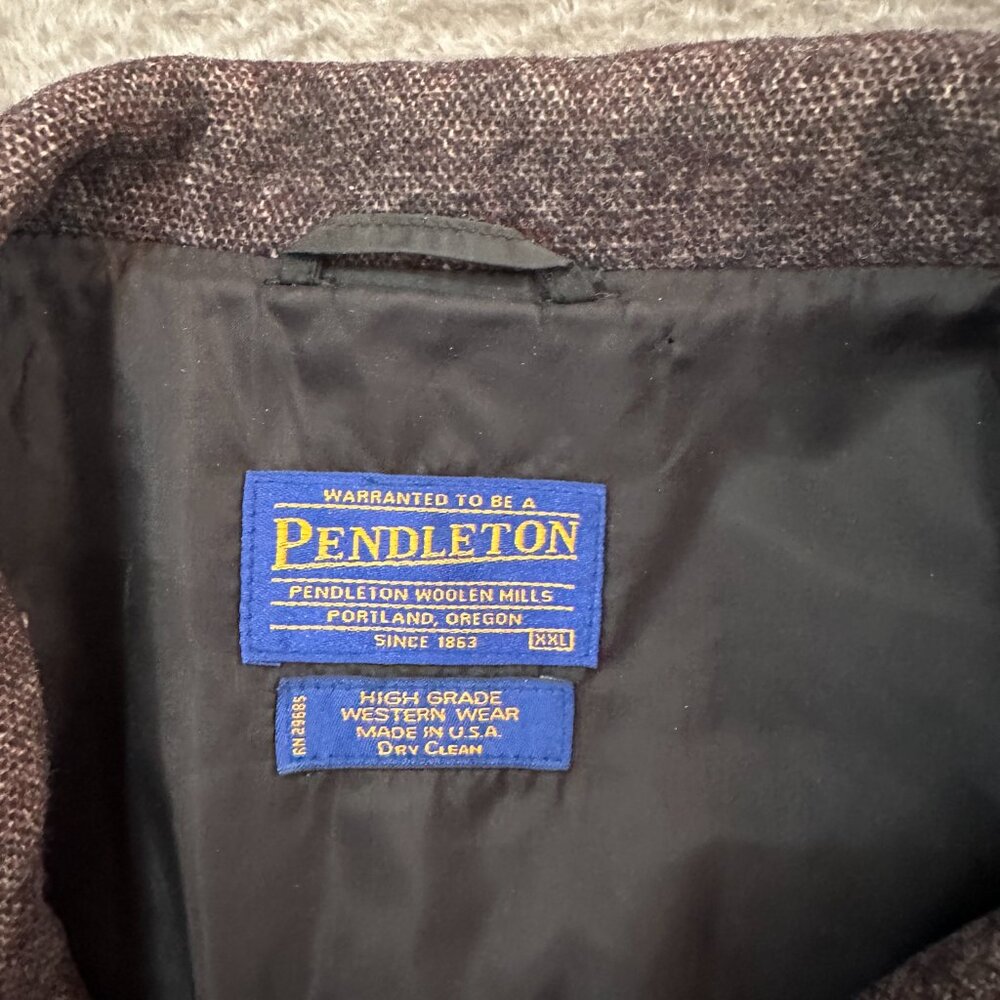 WARRANTED TO BE A
PENDLETON
PENDLETON WOOLEN MILLS
PORTLAND, OREGON
SINCE 1863 XXL
RN 29685
HIGH GRADE
WESTERN WEAR
MADE IN U.S.A.
DRY CLEAN